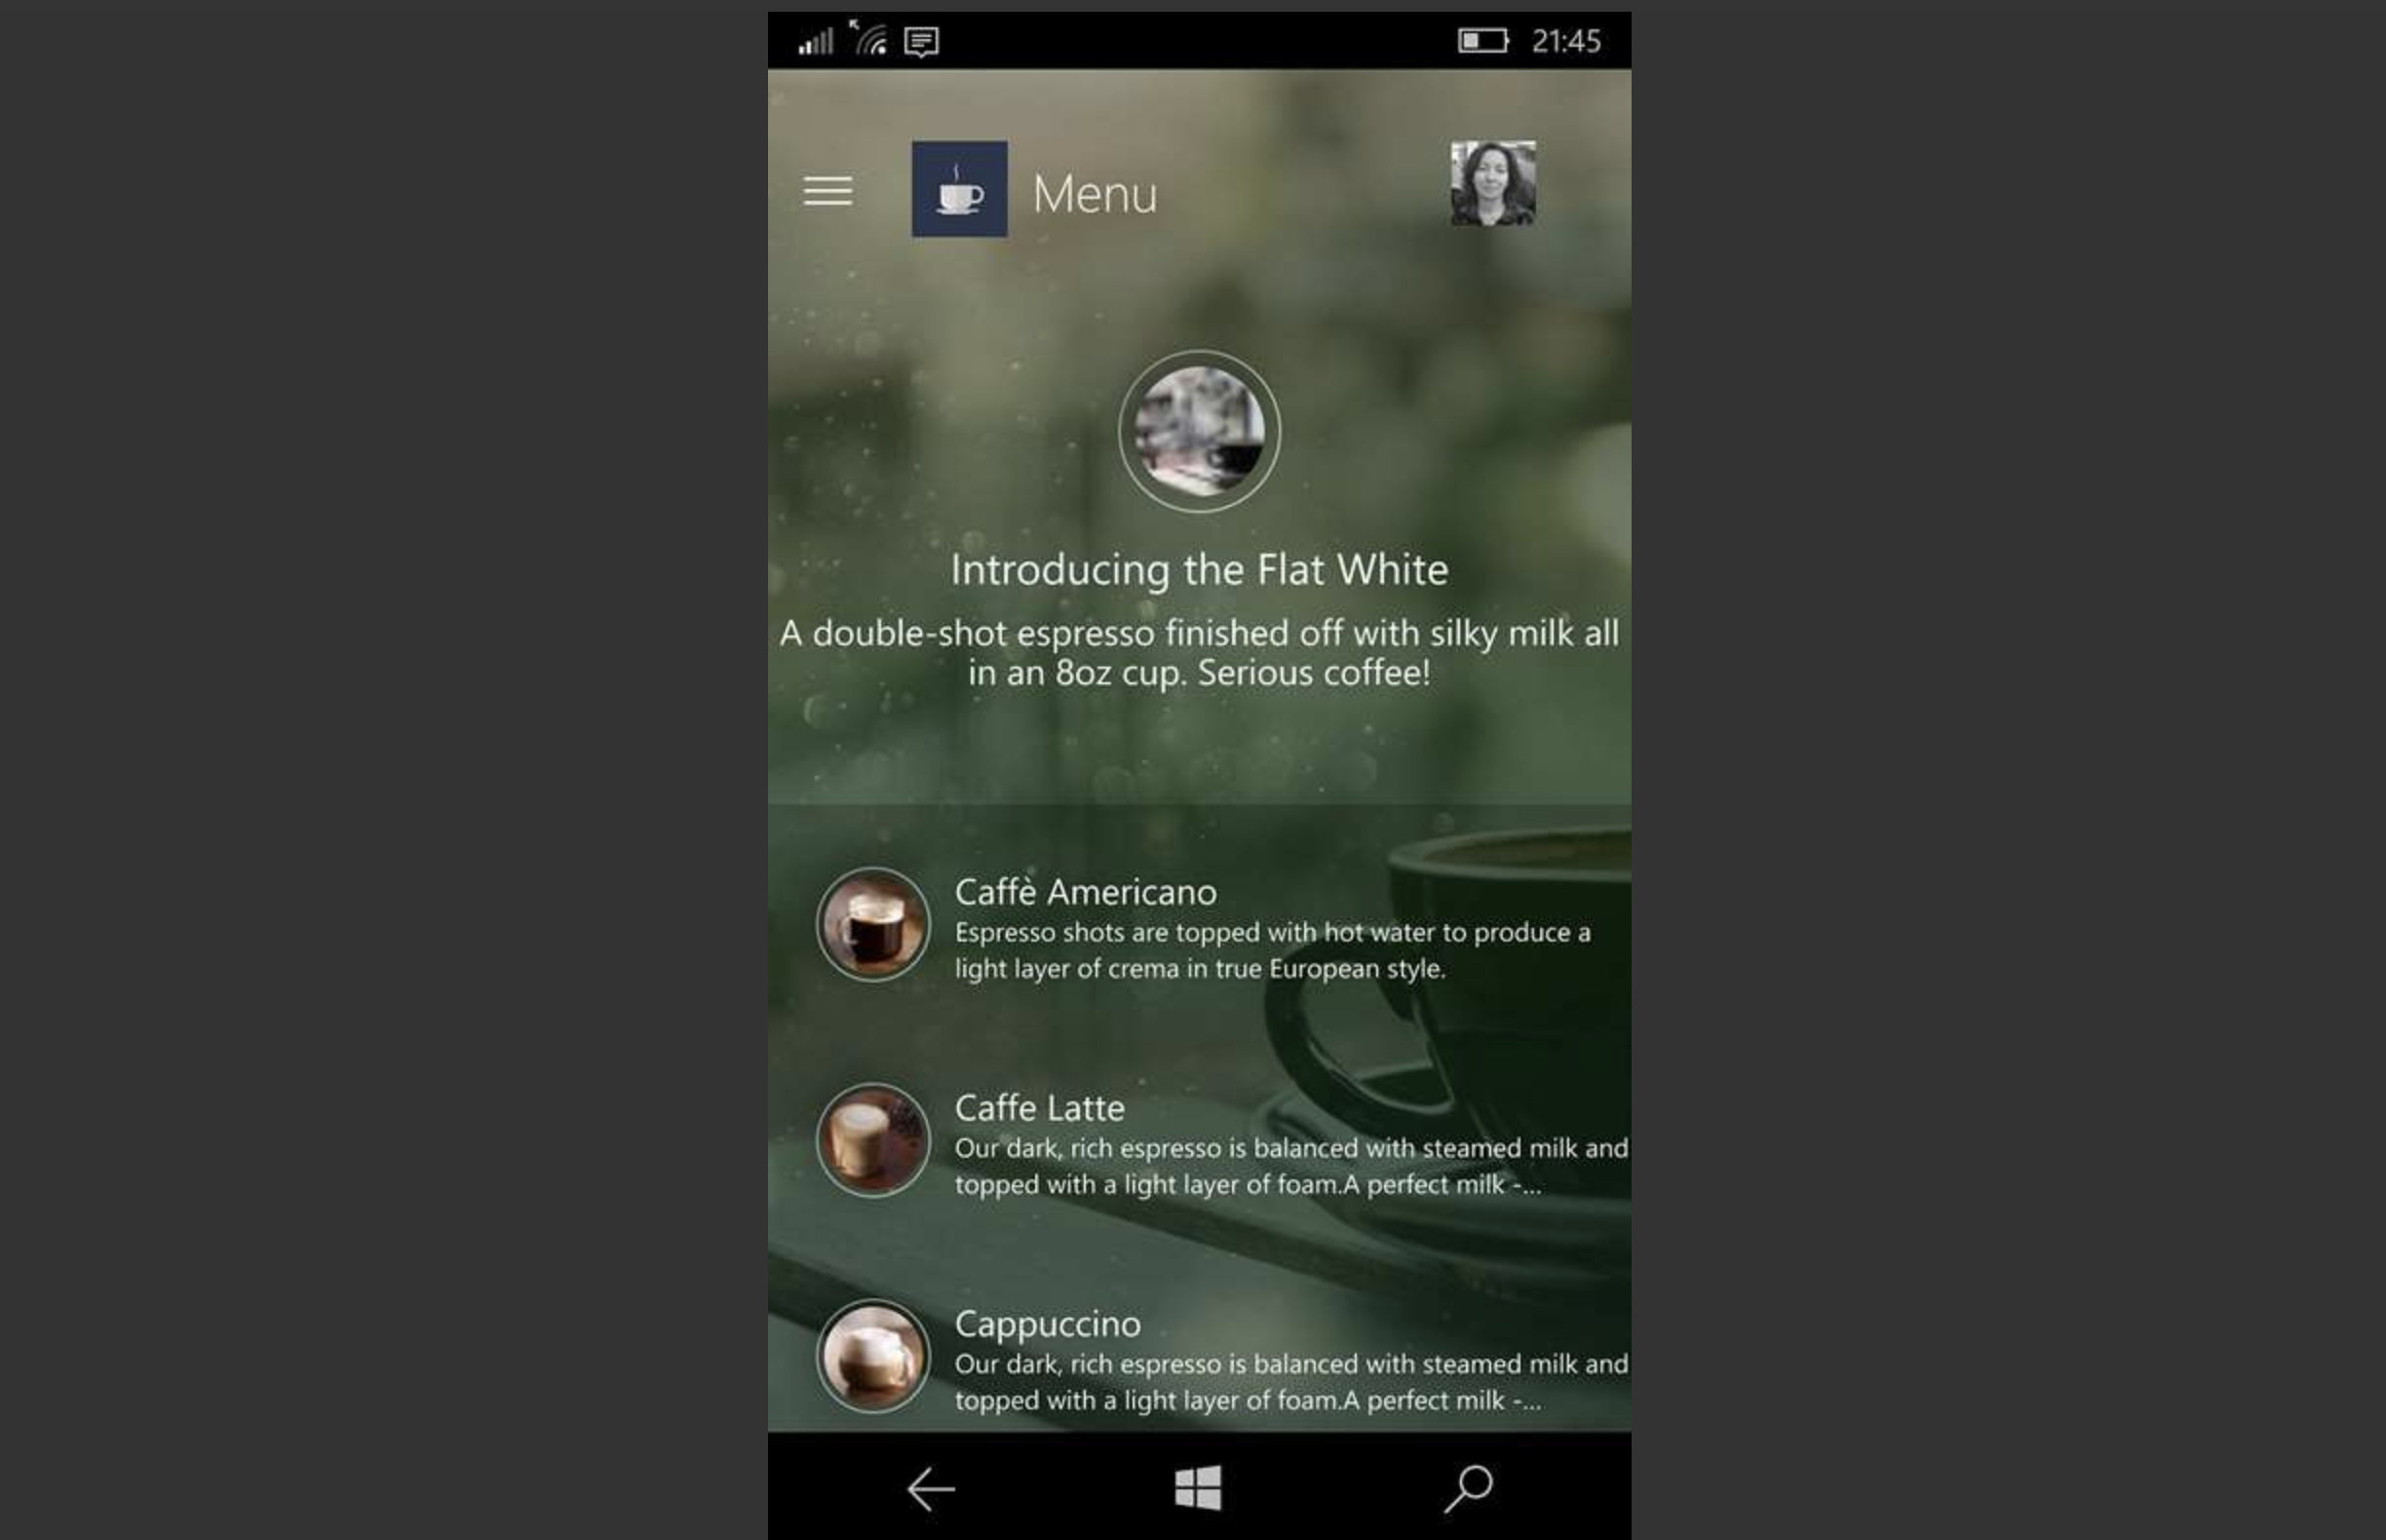 21:45
Menu
Introducing the Flat White
A double-shot espresso finished off with silky milk all
in an 8oz cup. Serious coffee!
Caffè Americano
Espresso shots are topped with hot water to produce a
light layer of crema in true European style.
Caffe Latte
Our dark, rich espresso is balanced with steamed milk and
topped with a light layer of foam.A perfect milk -...
Cappuccino
Our dark, rich espresso is balanced with steamed milk and
topped with a light layer of foam.A perfect milk -...